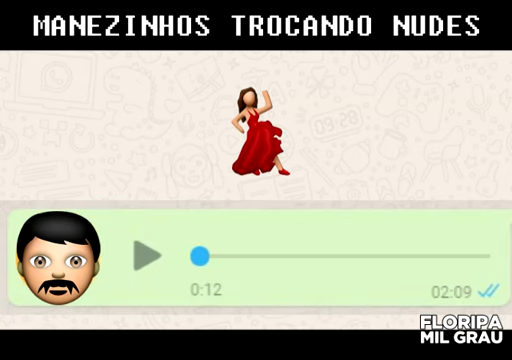 MANEZINHOS TROCANDO NUDES
0:12
02:09
FLORIPA
MIL GRAU